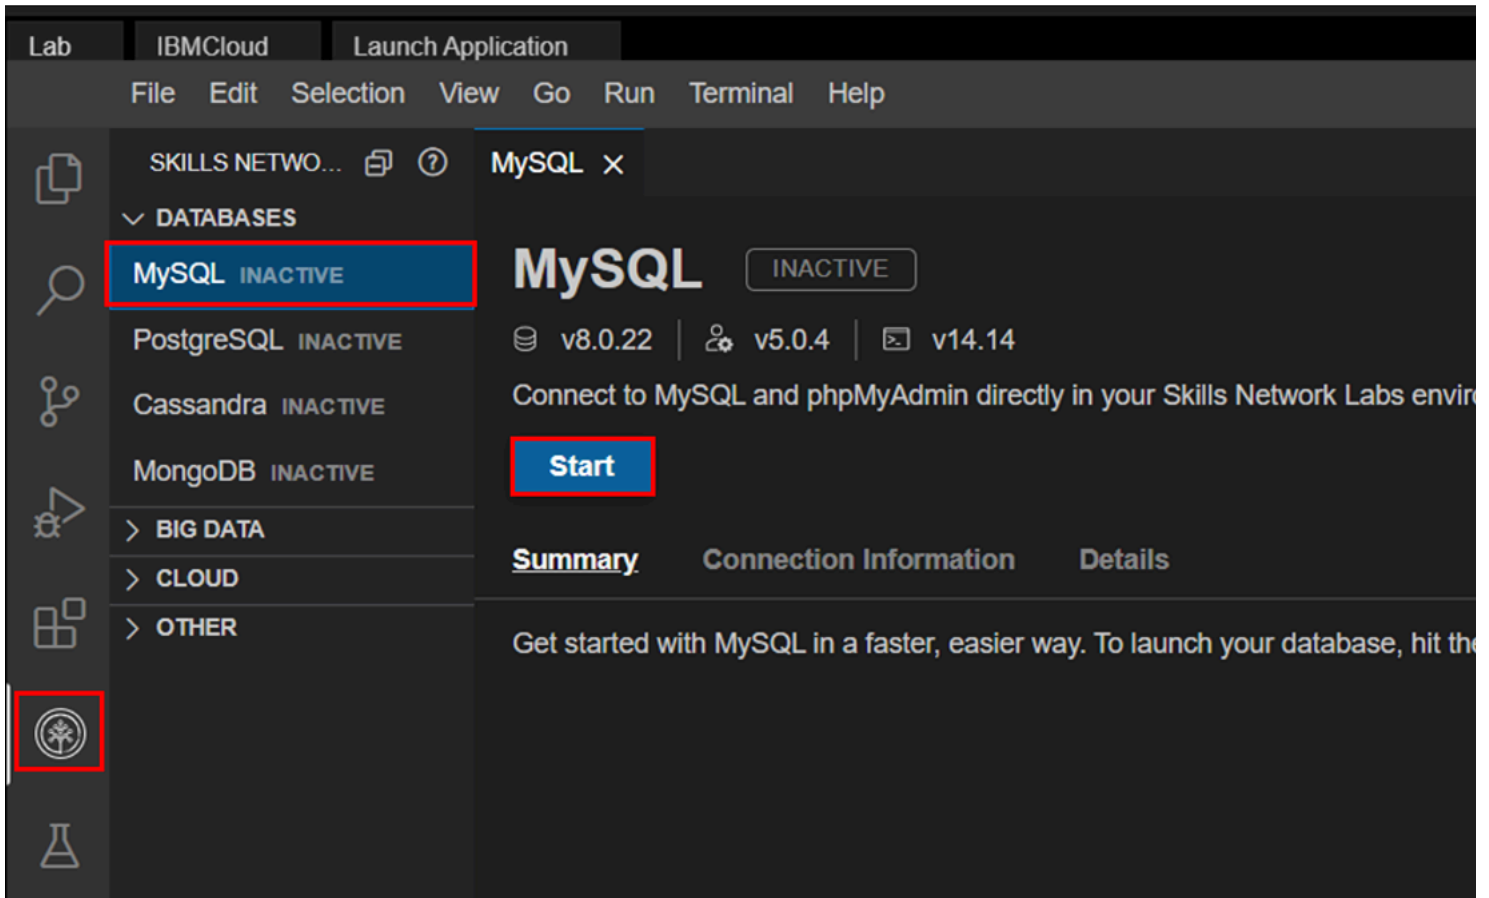 Lab IBMCloud Launch Application
File Edit Selection View Go Run Terminal Help
SKILLS NETWO... MySQL
DATABASES
MySQL INACTIVE
PostgreSQL INACTIVE
Cassandra INACTIVE
MongoDB INACTIVE
BIG DATA
CLOUD
OTHER
MySQL INACTIVE
v8.0.22 v5.0.4 v14.14
Connect to MySQL and phpMyAdmin directly in your Skills Network Labs
Start
Summary Connection Information Details
Get started with MySQL in a faster, easier way. To launch your database, hit